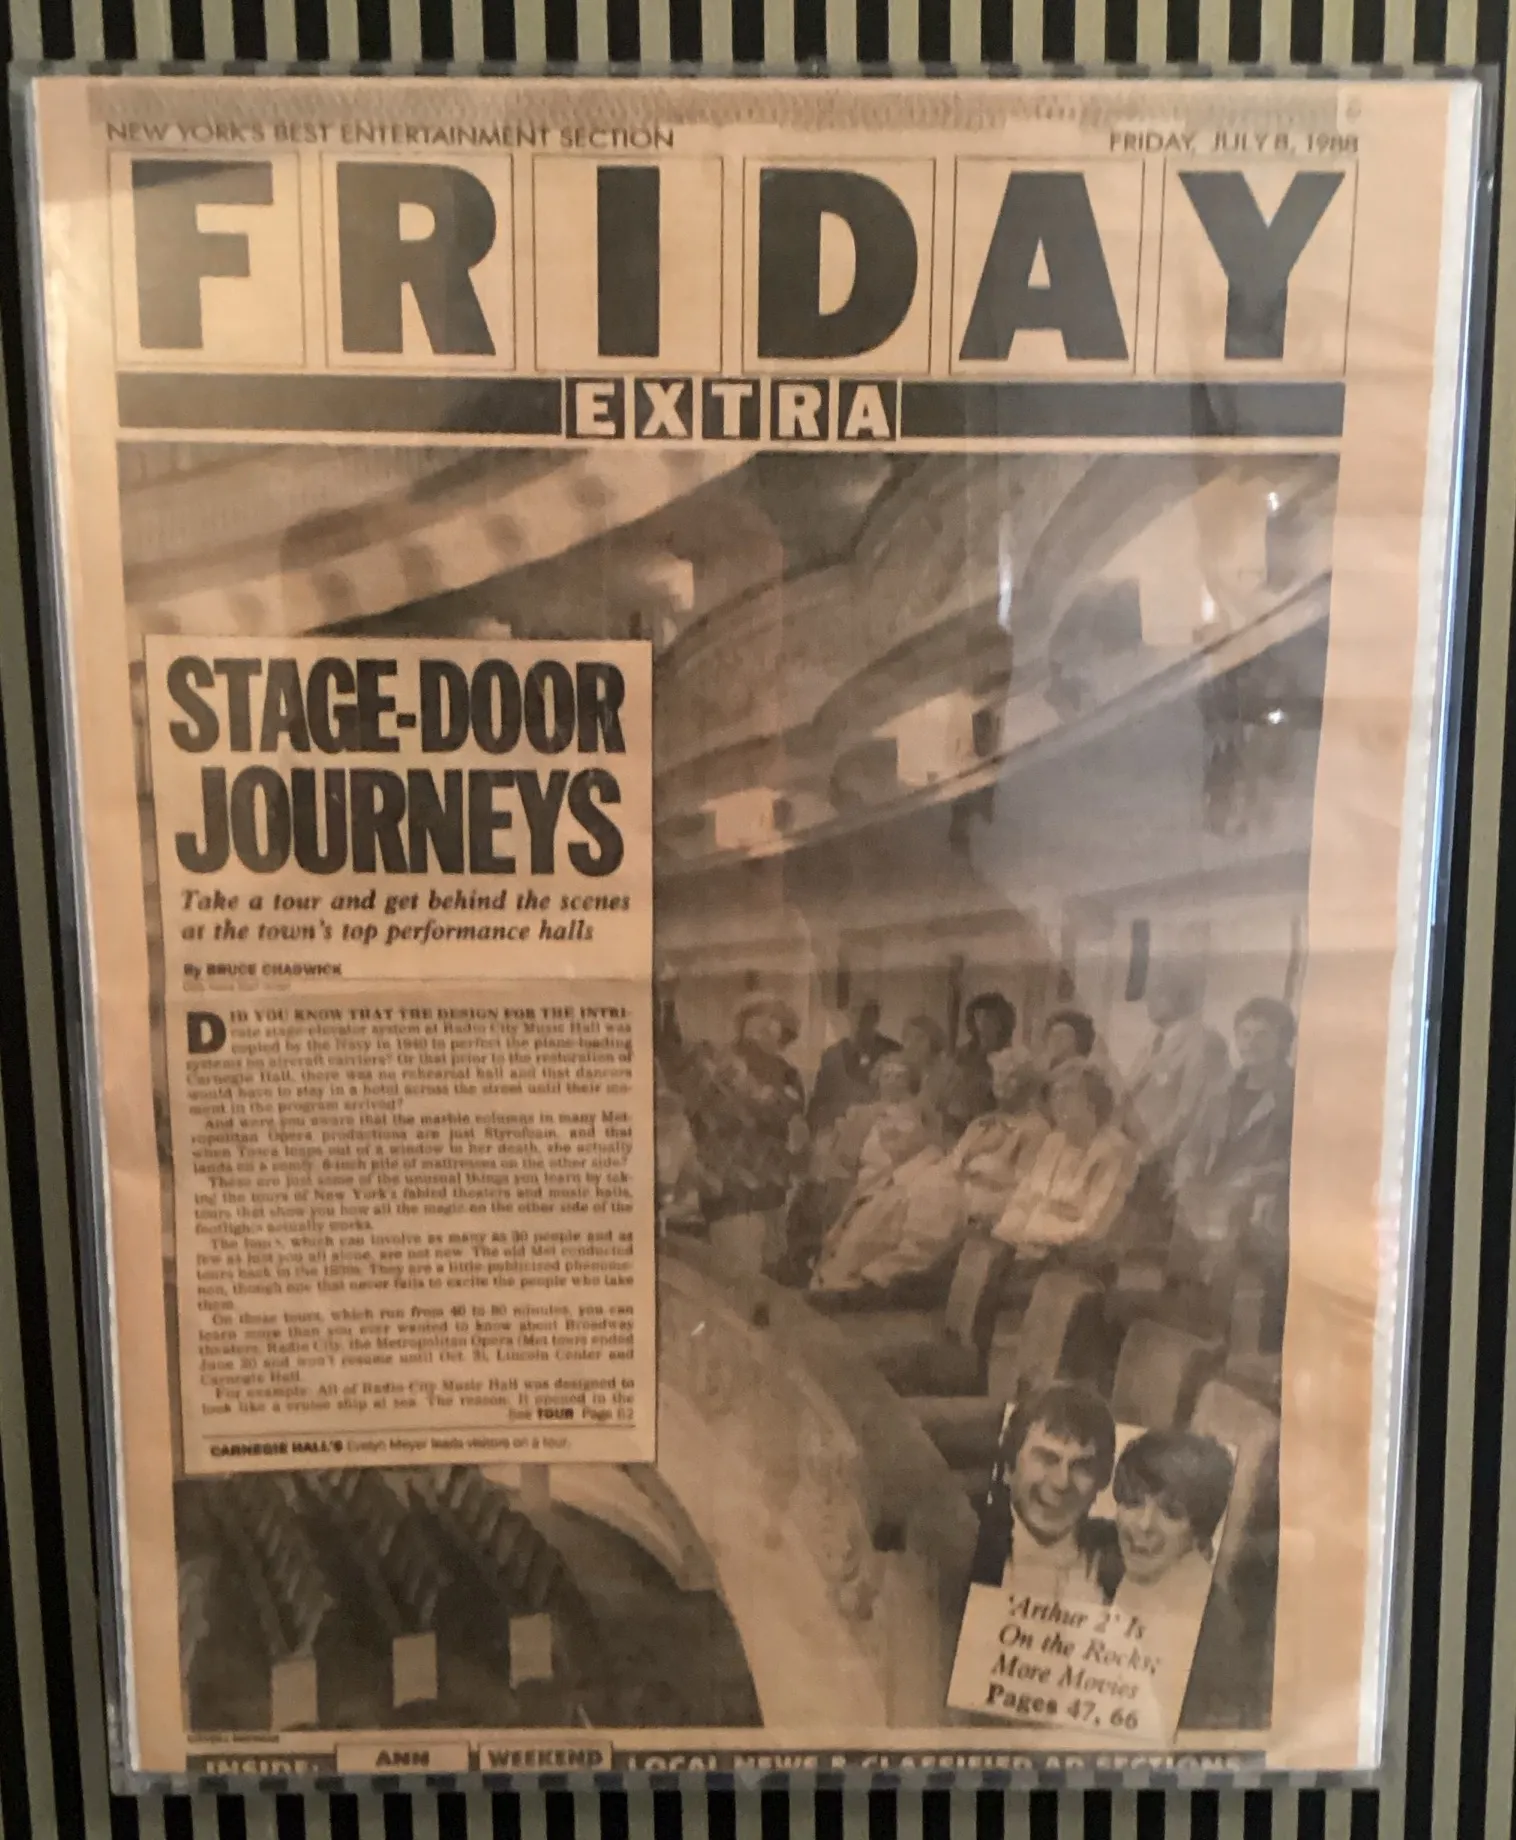 NEW YORK'S BEST ENTERTAINMENT SECTION
FRIDAY, JULY 8, 1988
FRIDAY
EXTRA
STAGE-DOOR
JOURNEYS
Take a tour and get behind the scenes
at the town's top performance halls
By BRUCE CHADWICK
DID YOU KNOW THAT THE DESIGN FOR THE INTRI-
cate stage-elevator system at Radio City Music Hall was
copied by the Navy in 1940 to perfect the plane-loading
systems on aircraft carriers? Or that prior to the restoration of
Carnegie Hall, there was no rehearsal hall and that dancers
would have to stay in a hotel across the street until their mo-
ment in the program arrived?
And were you aware that the marble columns in many Met-
ropolitan Opera productions are just Styrofoam, and that
when Tosca leaps out of a window to her death, she actually
lands on a comfy, 6-inch pile of mattresses on the other side?
These are just some of the unusual things you learn by tak-
ing the tours of New York's fabled theaters and music halls,
tours that show you how all the magic on the other side of the
footlights actually works.
The tours, which can involve as many as 30 people and as
few as just you all alone, are not new. The old Met conducted
tours back in the They are a little-publicized phenome-
non, though one that never fails to excite the people who take
them.
On these tours, which run from 40 to 80 minutes, you can
learn more than you ever wanted to know about Broadway
theaters, Radio City, the Metropolitan Opera (Met tours ended
June 20 and won't resume until Oct. Lincoln Center and
Carnegie Hall.
For example: All of Radio City Music Hall was designed to
look like a cruise ship at sea. The reason: It opened in the
See TOUR Page 62
CARNEGIE HALL'S Evelyn Meyer leads visitors on a tour.
'Arthur 2' Is
On the Rocks;
More Movies
Pages 47, 66
INSIDE: ANN WEEKEND LOCAL NEWS & CLASSIFIED AD SECTIONS